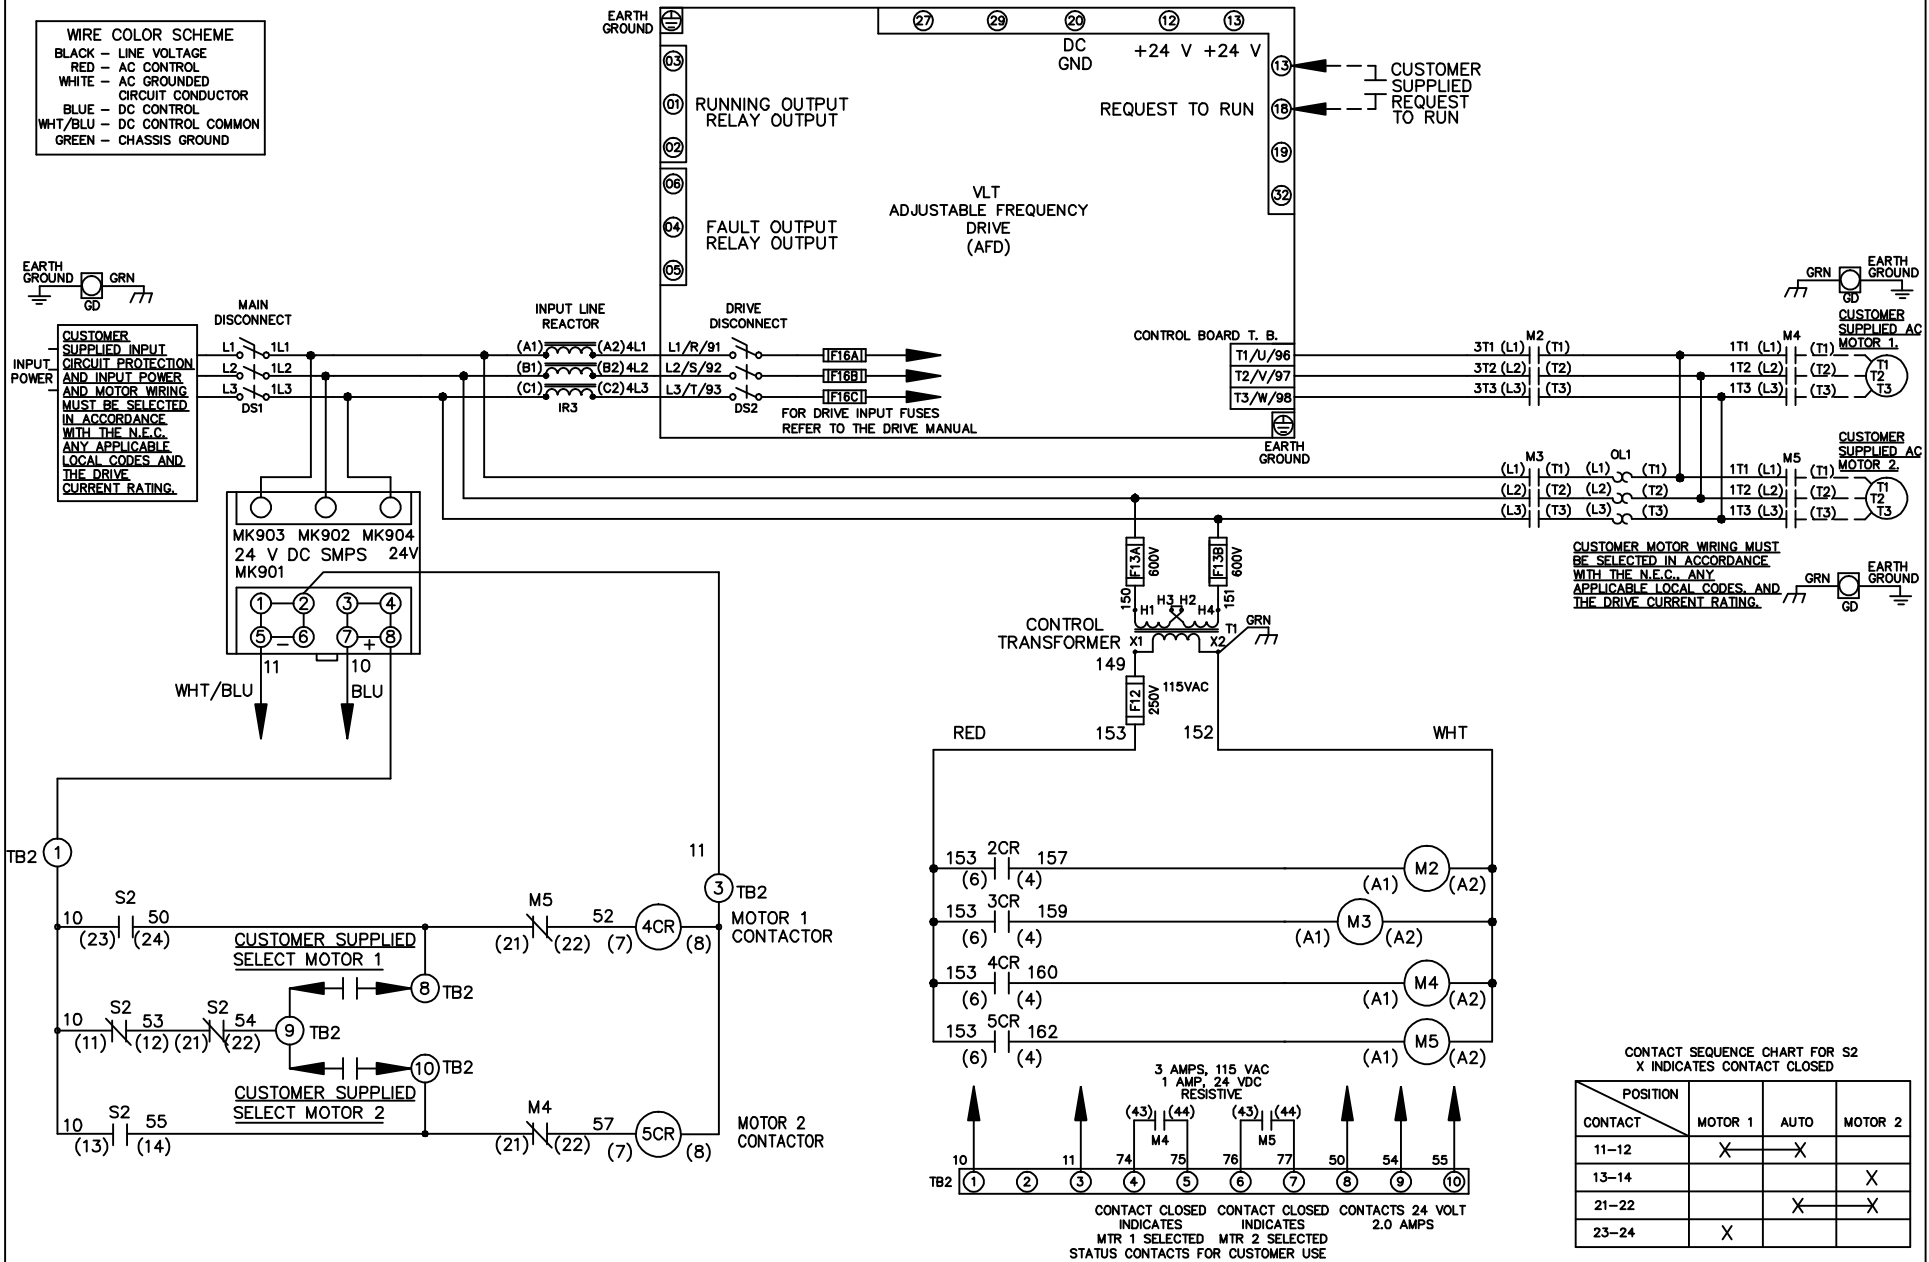 WIRE COLOR SCHEME
BLACK – LINE VOLTAGE
RED – AC CONTROL
WHITE – AC GROUNDED
CIRCUIT CONDUCTOR
BLUE – DC CONTROL
WHT/BLU – DC CONTROL COMMON
GREEN – CHASSIS GROUND
EARTH
GROUND
27 29 20 12 13
DC
GND
+24 V +24 V
03
01
02
RUNNING OUTPUT
RELAY OUTPUT
06
04
05
FAULT OUTPUT
RELAY OUTPUT
VLT
ADJUSTABLE FREQUENCY
DRIVE
(AFD)
REQUEST TO RUN
13
18
19
32
CUSTOMER
SUPPLIED
REQUEST
TO RUN
EARTH
GROUND
GRN
GD
INPUT
POWER
CUSTOMER
SUPPLIED INPUT
CIRCUIT PROTECTION
AND INPUT POWER
AND MOTOR WIRING
MUST BE SELECTED
IN ACCORDANCE
WITH THE N.E.C.
ANY APPLICABLE
LOCAL CODES AND
THE DRIVE
CURRENT RATING.
MAIN
DISCONNECT
L1 1L1
L2 1L2
L3 1L3
DS1
INPUT LINE
REACTOR
(A1) (A2)4L1
(B1) (B2)4L2
(C1) (C2)4L3
IR3
DRIVE
DISCONNECT
L1/R/91
L2/S/92
L3/T/93
DS2
F16A
F16B
F16C
FOR DRIVE INPUT FUSES
REFER TO THE DRIVE MANUAL
CONTROL BOARD T. B.
T1/U/96
T2/V/97
T3/W/98
EARTH
GROUND
M2
3T1 (L1) (T1)
3T2 (L2) (T2)
3T3 (L3) (T3)
M4
1T1 (L1) (T1)
1T2 (L2) (T2)
1T3 (L3) (T3)
GRN
GD
EARTH
GROUND
CUSTOMER
SUPPLIED AC
MOTOR 1.
T1
T2
T3
M3 OL1
(L1) (T1) (L1) (T1)
(L2) (T2) (L2) (T2)
(L3) (T3) (L3) (T3)
M5
1T1 (L1) (T1)
1T2 (L2) (T2)
1T3 (L3) (T3)
CUSTOMER
SUPPLIED AC
MOTOR 2.
T1
T2
T3
CUSTOMER MOTOR WIRING MUST
BE SELECTED IN ACCORDANCE
WITH THE N.E.C., ANY
APPLICABLE LOCAL CODES, AND
THE DRIVE CURRENT RATING.
GRN
GD
EARTH
GROUND
MK903 MK902 MK904
24 V DC SMPS 24V
MK901
1 2 3 4
5 – 6 7 + 8
11
WHT/BLU
10
BLU
F13A
600V
F13B
600V
150
151
H1 H3 H2 H4
CONTROL
TRANSFORMER
X1 X2
T1
GRN
149
F12
250V
115VAC
153
152
RED
WHT
153 2CR 157
(6) (4)
M2
(A1) (A2)
153 3CR 159
(6) (4)
M3
(A1) (A2)
153 4CR 160
(6) (4)
M4
(A1) (A2)
153 5CR 162
(6) (4)
M5
(A1) (A2)
TB2 1
11
3 TB2
10 S2 50
(23) (24)
M5
(21) (22)
52
(7) 4CR (8)
MOTOR 1
CONTACTOR
CUSTOMER SUPPLIED
SELECT MOTOR 1
8 TB2
10 S2 53 S2 54
(11) (12) (21) (22)
9 TB2
10 TB2
CUSTOMER SUPPLIED
SELECT MOTOR 2
10 S2 55
(13) (14)
M4
(21) (22)
57
(7) 5CR (8)
MOTOR 2
CONTACTOR
3 AMPS, 115 VAC
1 AMP, 24 VDC
RESISTIVE
(43) (44)
M4
(43) (44)
M5
10 11 74 75 76 77 50 54 55
TB2 1 2 3 4 5 6 7 8 9 10
CONTACT CLOSED
INDICATES
MTR 1 SELECTED
CONTACT CLOSED
INDICATES
MTR 2 SELECTED
STATUS CONTACTS FOR CUSTOMER USE
CONTACTS 24 VOLT
2.0 AMPS
CONTACT SEQUENCE CHART FOR S2
X INDICATES CONTACT CLOSED
POSITION
CONTACT MOTOR 1 AUTO MOTOR 2
11–12 X X
13–14 X
21–22 X X
23–24 X